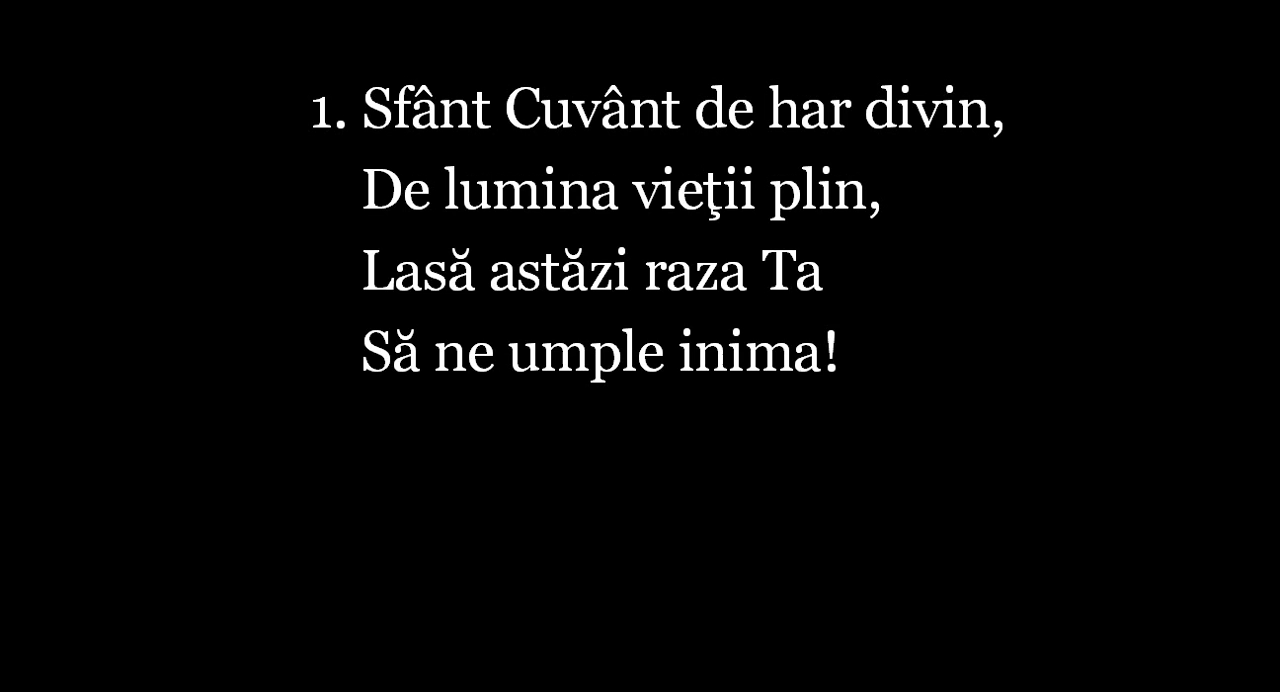 1. Sfânt Cuvânt de har divin,
De lumina vieţii plin,
Lasă astăzi raza Ta
Să ne umple inima!